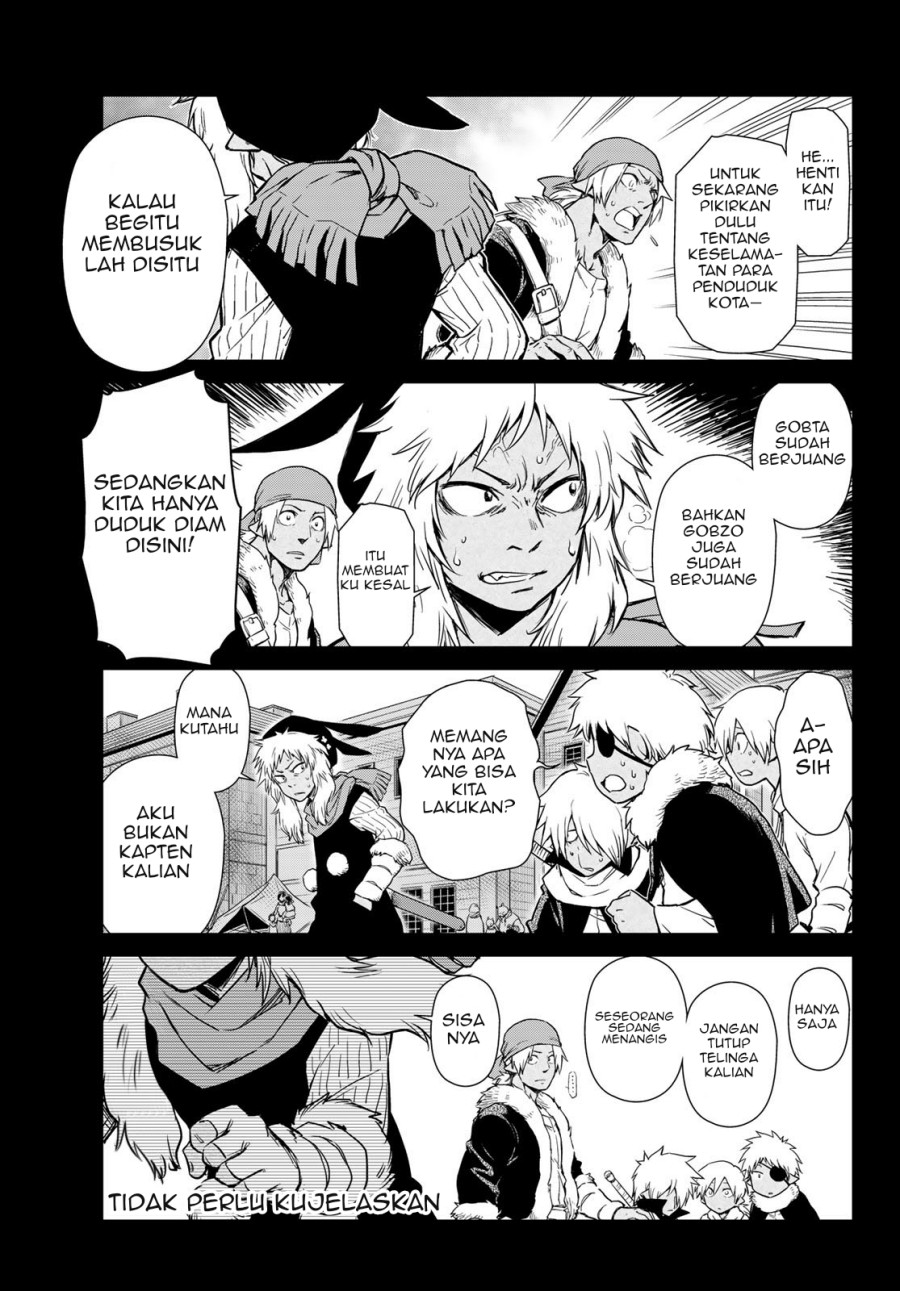 HE...
HENTI
KAN
ITU!
UNTUK
SEKARANG
PIKIRKAN
DULU
TENTANG
KESELAMA-
TAN PARA
PENDUDUK
KOTA—
KALAU
BEGITU
MEMBUSUK
LAH DISITU
GOBTA
SUDAH
BERJUANG
BAHKAN
GOBZO
JUGA
SUDAH
BERJUANG
ITU
MEMBUAT
KU KESAL
SEDANGKAN
KITA HANYA
DUDUK DIAM
DISINI!
A-
APA
SIH
MEMANG
NYA APA
YANG BISA
KITA
LAKUKAN?
MANA
KUTAHU
AKU
BUKAN
KAPTEN
KALIAN
HANYA
SAJA
JANGAN
TUTUP
TELINGA
KALIAN
SESEORANG
SEDANG
MENANGIS
SISA
NYA
TIDAK PERLU KUJELASKAN